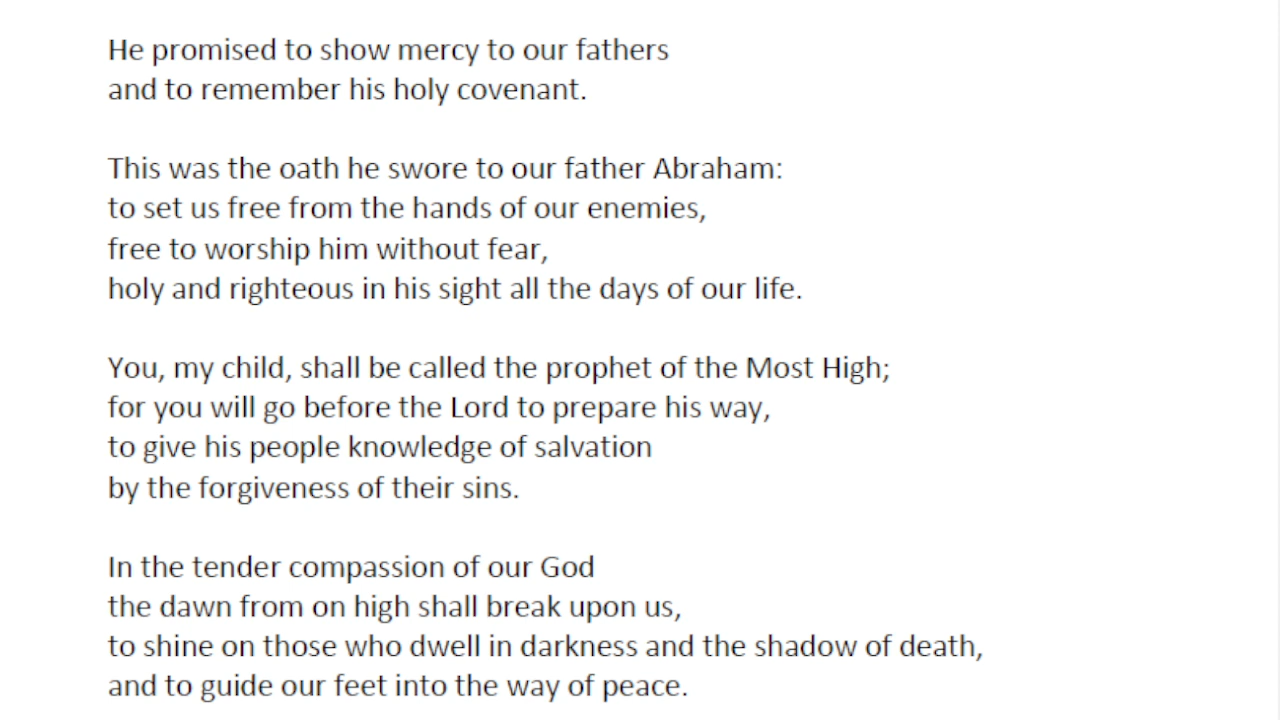 He promised to show mercy to our fathers
and to remember his holy covenant.
This was the oath he swore to our father Abraham:
to set us free from the hands of our enemies,
free to worship him without fear,
holy and righteous in his sight all the days of our life.
You, my child, shall be called the prophet of the Most High;
for you will go before the Lord to prepare his way,
to give his people knowledge of salvation
by the forgiveness of their sins.
In the tender compassion of our God
the dawn from on high shall break upon us,
to shine on those who dwell in darkness and the shadow of death,
and to guide our feet into the way of peace.